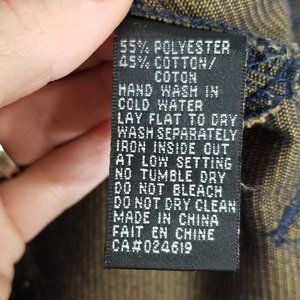 55% POLYESTER
45% COTTON/
COTON
HAND WASH IN
COLD WATER
LAY FLAT TO DRY
WASH SEPARATELY
IRON INSIDE OUT
AT LOW SETTING
NO TUMBLE DRY
DO NOT BLEACH
DO NOT DRY CLEAN
MADE IN CHINA
FAIT EN CHINE
CA#024619